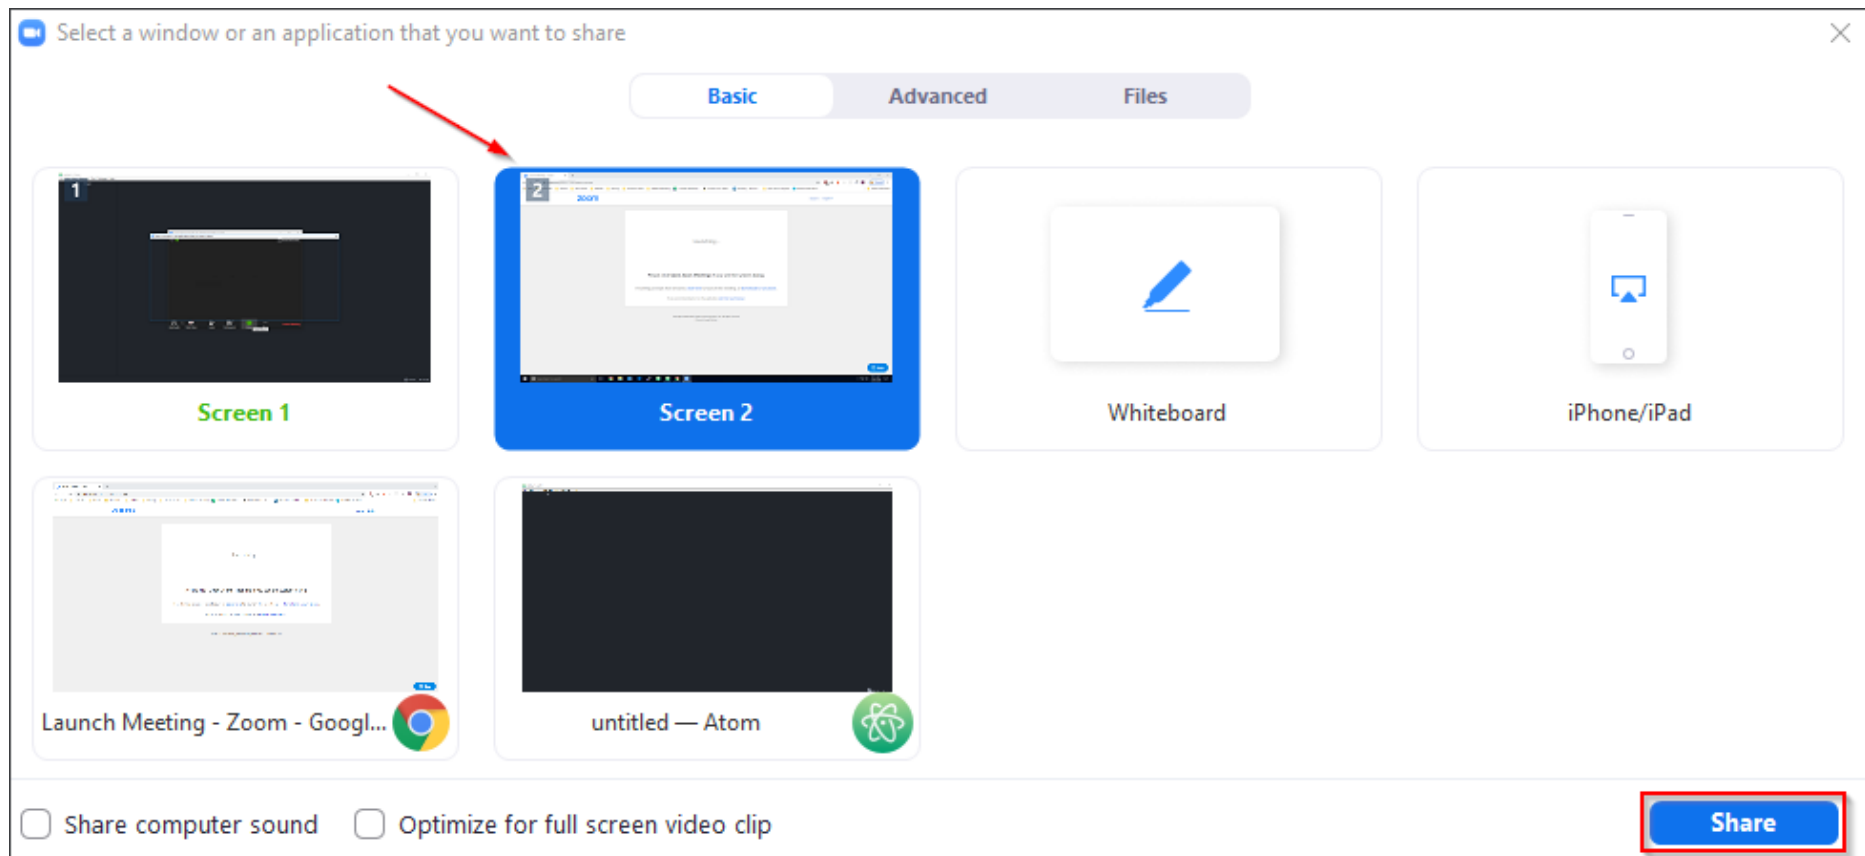 Select a window or an application that you want to share
Basic
Advanced
Files
1
2
zoom
Screen 1
Screen 2
Whiteboard
iPhone/iPad
Launch Meeting - Zoom - Googl...
untitled — Atom
Share computer sound
Optimize for full screen video clip
Share